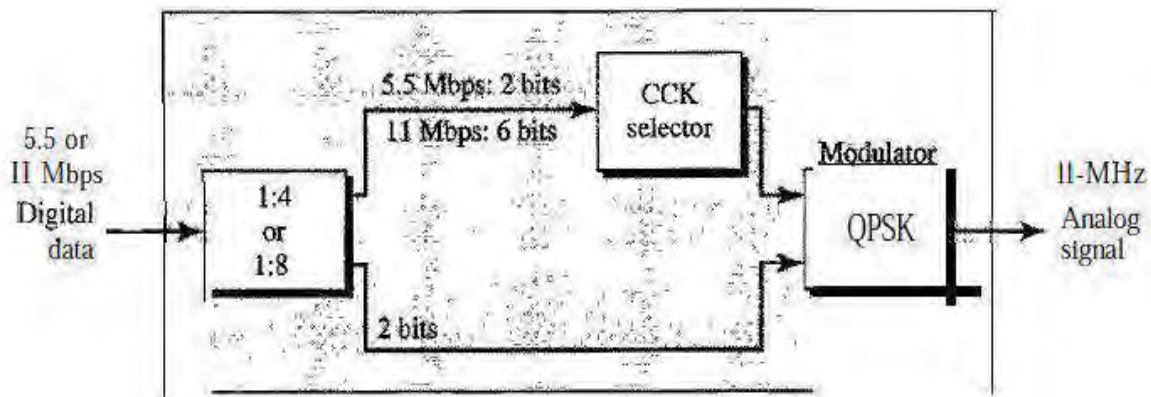 5.5 or
II Mbps
Digital
data
1:4
or
1:8
5.5 Mbps: 2 bits
11 Mbps: 6 bits
2 bits
CCK
selector
Modulator
QPSK
II-MHz
Analog
signal